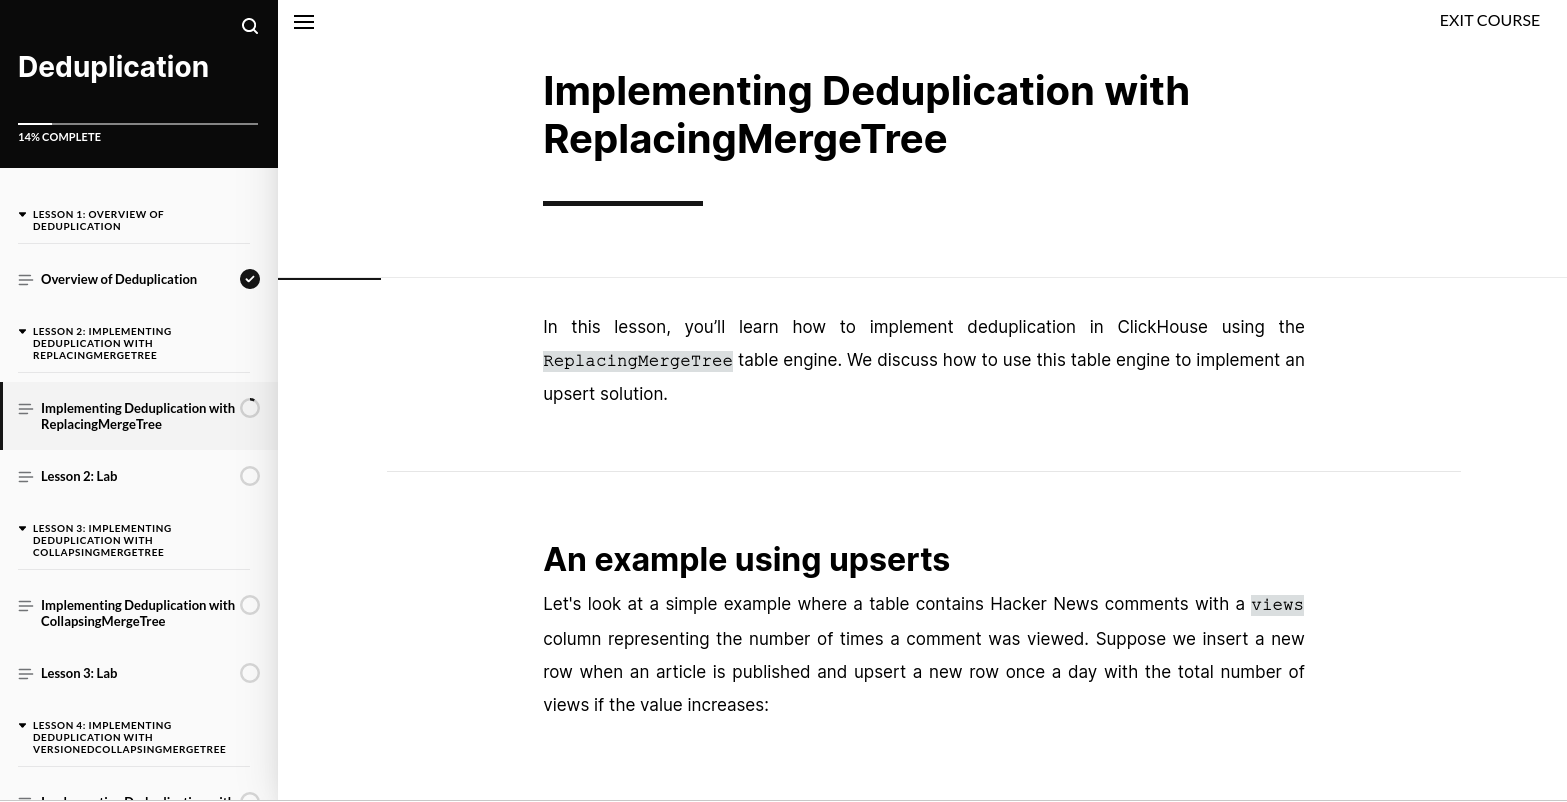 Deduplication
14% COMPLETE
LESSON 1: OVERVIEW OF
DEDUPLICATION
Overview of Deduplication
LESSON 2: IMPLEMENTING
DEDUPLICATION WITH
REPLACINGMERGETREE
Implementing Deduplication with
ReplacingMergeTree
Lesson 2: Lab
LESSON 3: IMPLEMENTING
DEDUPLICATION WITH
COLLAPSINGMERGETREE
Implementing Deduplication with
CollapsingMergeTree
Lesson 3: Lab
LESSON 4: IMPLEMENTING
DEDUPLICATION WITH
VERSIONEDCOLLAPSINGMERGETREE
Implementing Deduplication with
EXIT COURSE
Implementing Deduplication with
ReplacingMergeTree
In this lesson, you’ll learn how to implement deduplication in ClickHouse using the
ReplacingMergeTree table engine. We discuss how to use this table engine to implement an
upsert solution.
An example using upserts
Let's look at a simple example where a table contains Hacker News comments with a views
column representing the number of times a comment was viewed. Suppose we insert a new
row when an article is published and upsert a new row once a day with the total number of
views if the value increases: